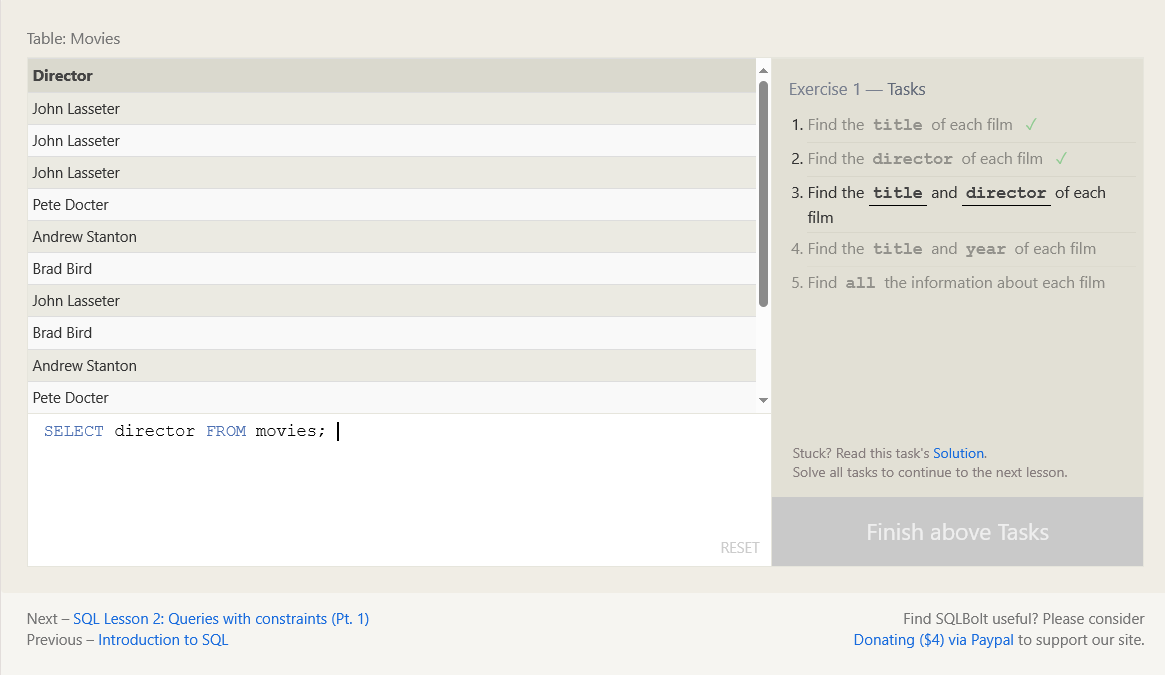 Table: Movies
Director
John Lasseter
John Lasseter
John Lasseter
Pete Docter
Andrew Stanton
Brad Bird
John Lasseter
Brad Bird
Andrew Stanton
Pete Docter
SELECT director FROM movies;
RESET
Exercise 1 — Tasks
1. Find the title of each film ✓
2. Find the director of each film ✓
3. Find the title and director of each
film
4. Find the title and year of each film
5. Find all the information about each film
Stuck? Read this task's Solution.
Solve all tasks to continue to the next lesson.
Finish above Tasks
Next – SQL Lesson 2: Queries with constraints (Pt. 1)
Previous – Introduction to SQL
Find SQLBolt useful? Please consider
Donating ($4) via Paypal to support our site.